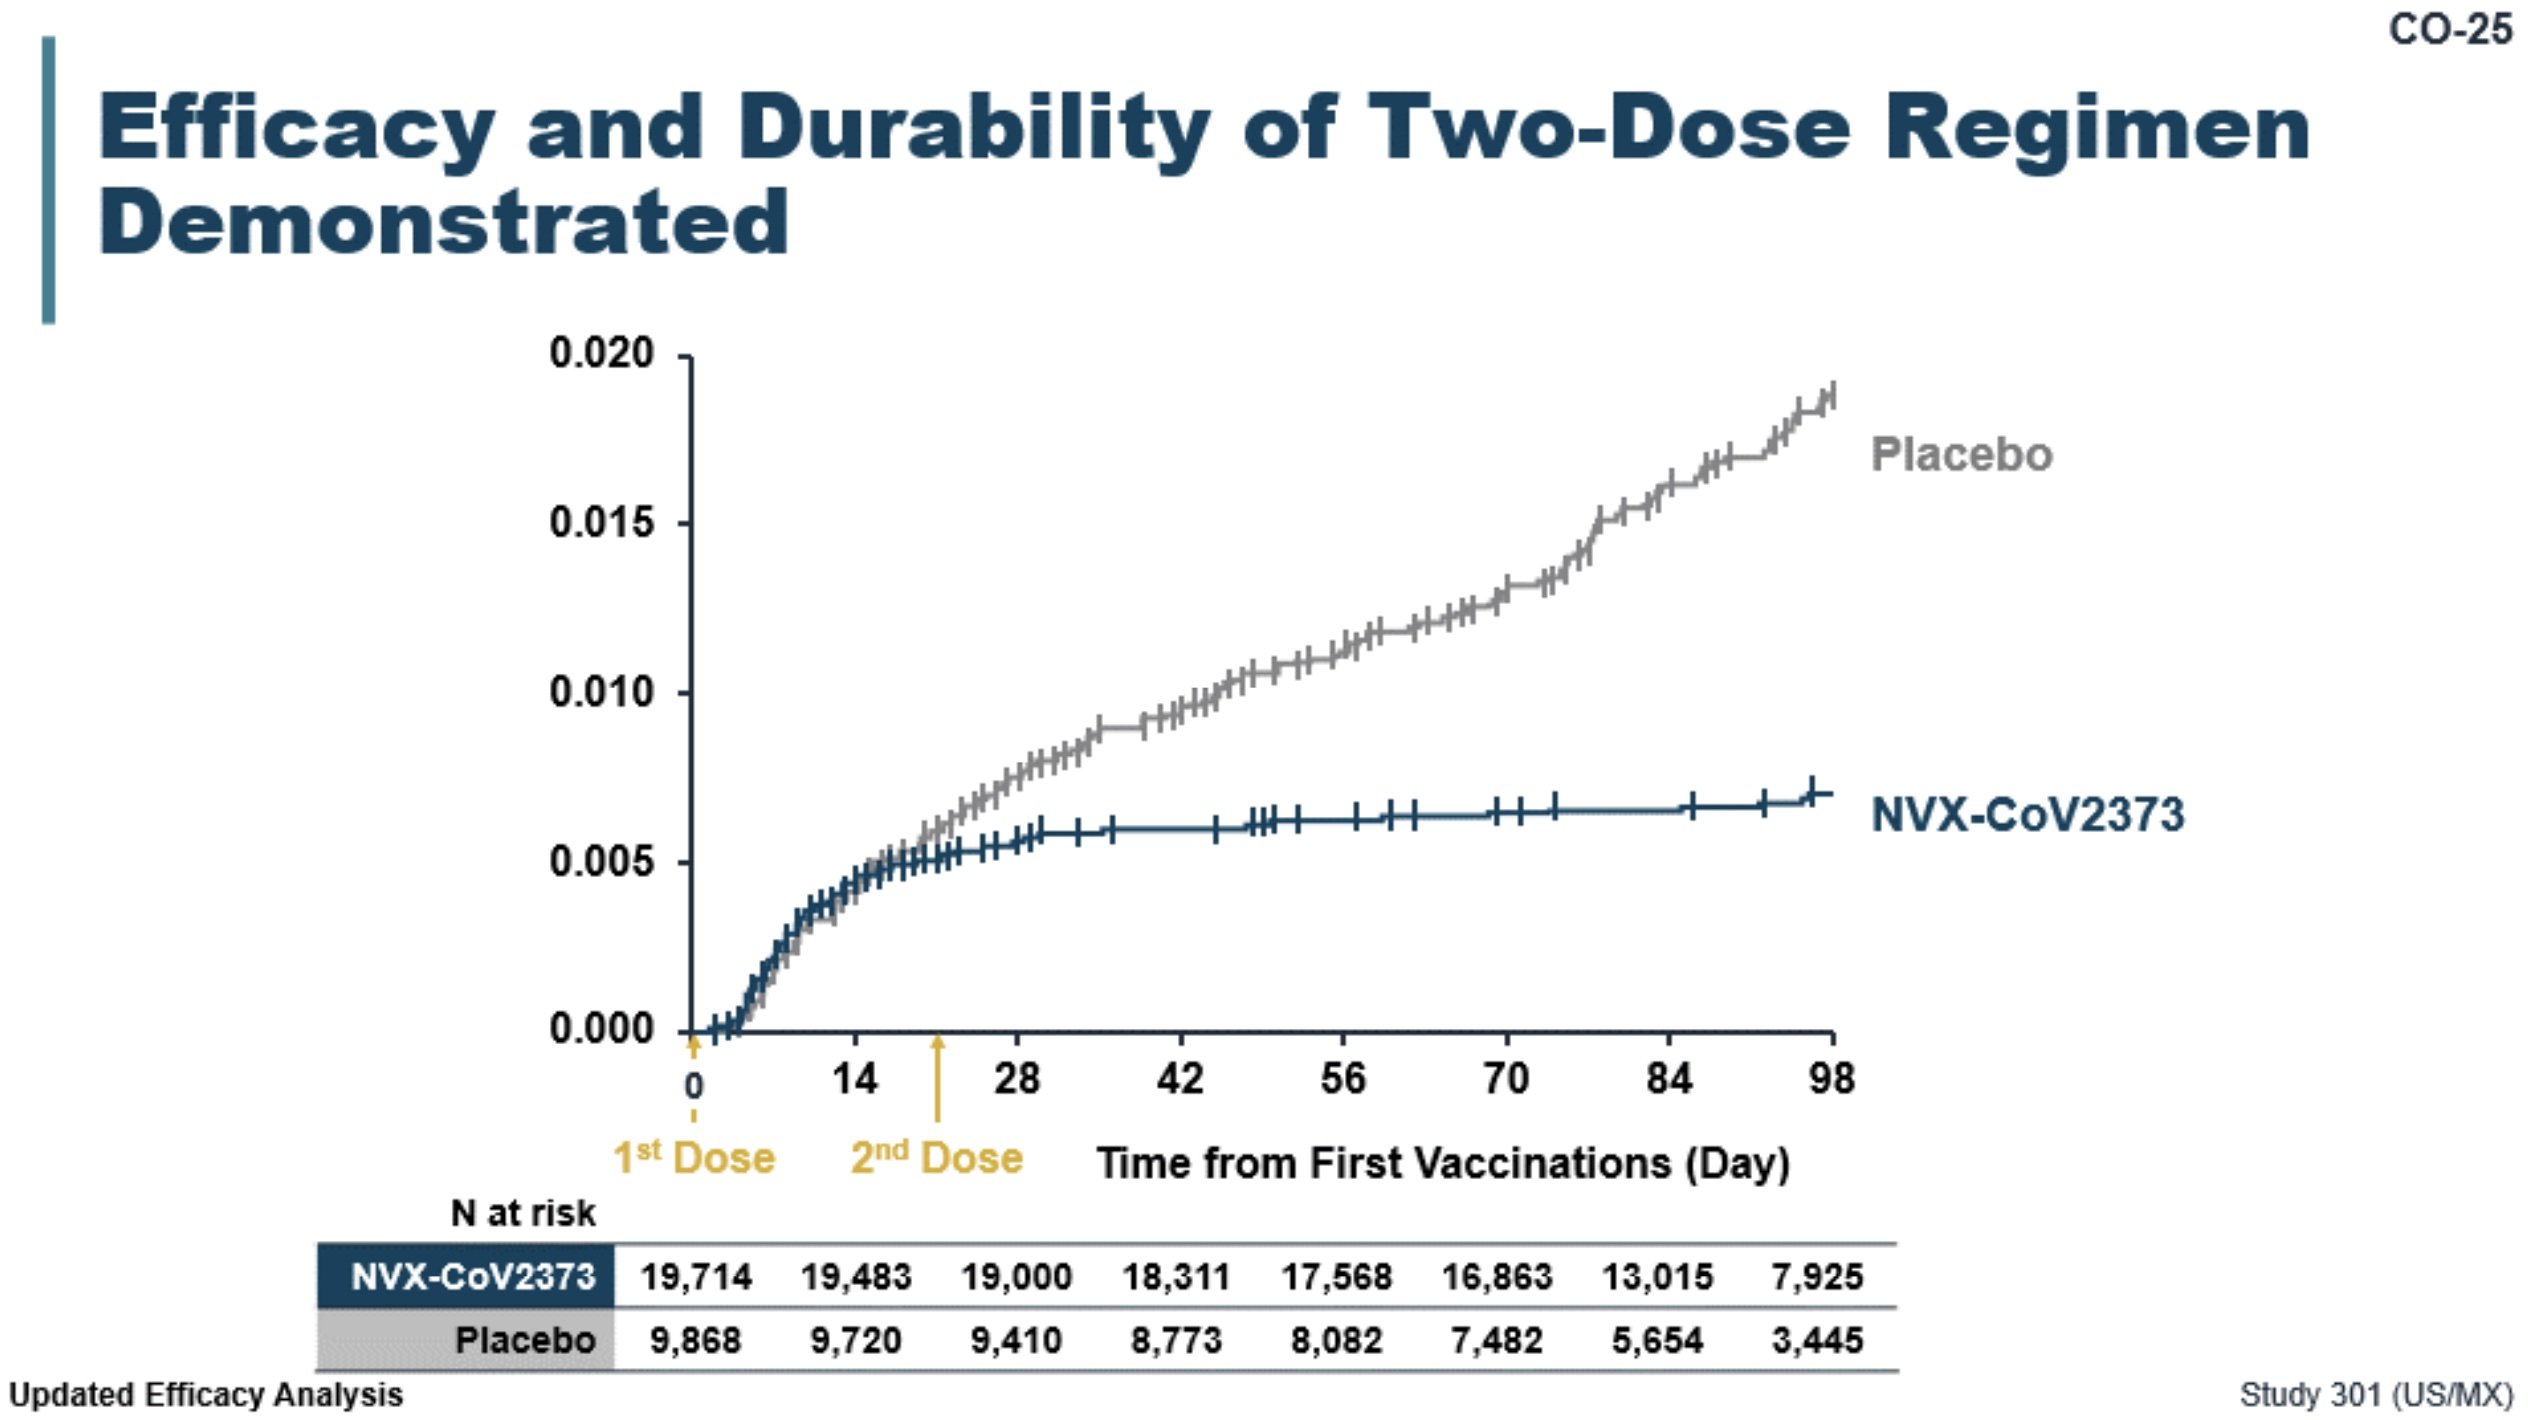 CO-25
Efficacy and Durability of Two-Dose Regimen
Demonstrated
0.020
0.015
0.010
0.005
0.000
Placebo
NVX-CoV2373
0 14 28 42 56 70 84 98
1st Dose 2nd Dose Time from First Vaccinations (Day)
N at risk
NVX-CoV2373 19,714 19,483 19,000 18,311 17,568 16,863 13,015 7,925
Placebo 9,868 9,720 9,410 8,773 8,082 7,482 5,654 3,445
Updated Efficacy Analysis
Study 301 (US/MX)